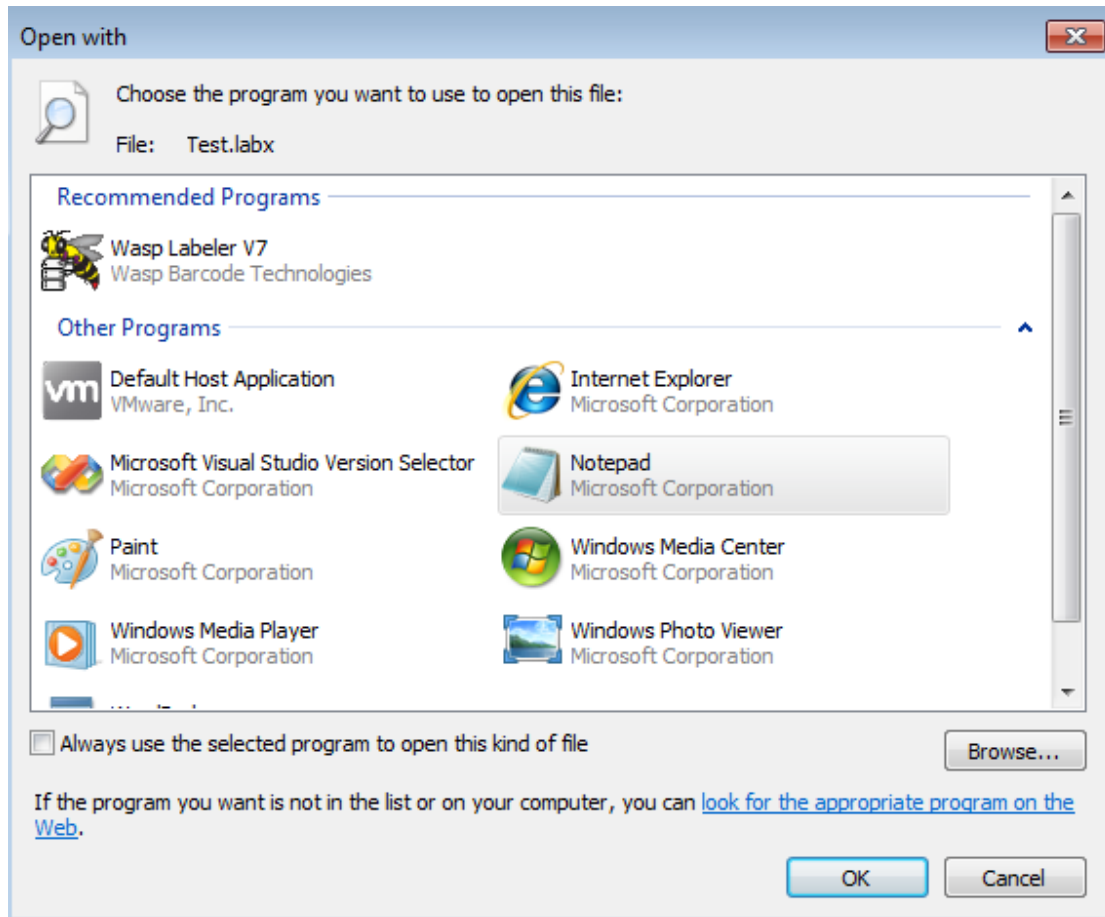 Open with
Choose the program you want to use to open this file:
File: Test.labx
Recommended Programs
Wasp Labeler V7
Wasp Barcode Technologies
Other Programs
Default Host Application
VMware, Inc.
Internet Explorer
Microsoft Corporation
Microsoft Visual Studio Version Selector
Microsoft Corporation
Notepad
Microsoft Corporation
Paint
Microsoft Corporation
Windows Media Center
Microsoft Corporation
Windows Media Player
Microsoft Corporation
Windows Photo Viewer
Microsoft Corporation
Always use the selected program to open this kind of file
Browse...
If the program you want is not in the list or on your computer, you can look for the appropriate program on the
Web.
OK
Cancel